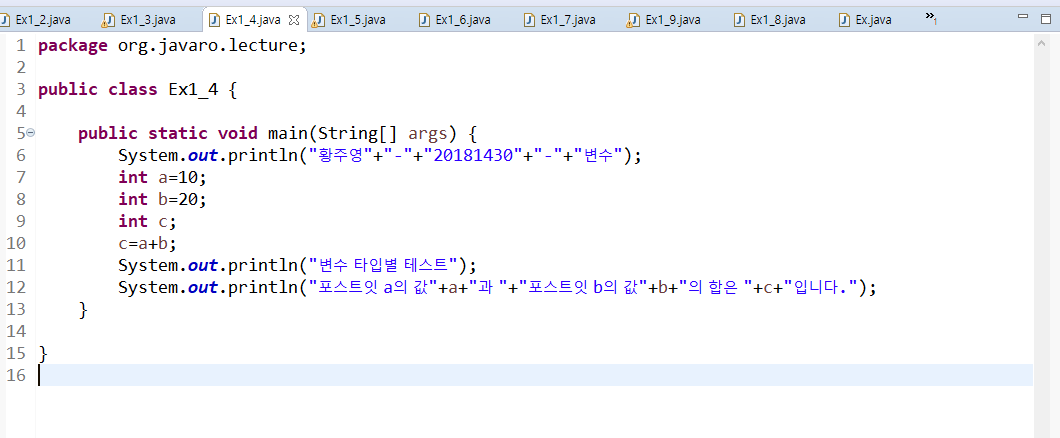 Ex1_2.java Ex1_3.java Ex1_4.java Ex1_5.java Ex1_6.java Ex1_7.java Ex1_9.java Ex1_8.java Ex.java »1
1 package org.javaro.lecture;
2
3 public class Ex1_4 {
4
5 public static void main(String[] args) {
6 System.out.println("황주영"+"-"+"20181430"+"-"+"변수");
7 int a=10;
8 int b=20;
9 int c;
10 c=a+b;
11 System.out.println("변수 타입별 테스트");
12 System.out.println("포스트잇 a의 값"+a+"과 "+"포스트잇 b의 값"+b+"의 합은 "+c+"입니다.");
13 }
14
15 }
16